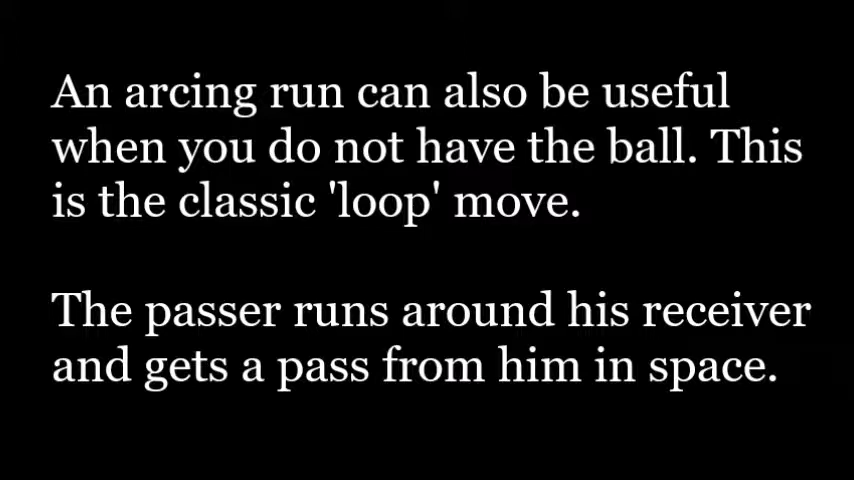 An arcing run can also be useful
when you do not have the ball. This
is the classic 'loop' move.
The passer runs around his receiver
and gets a pass from him in space.